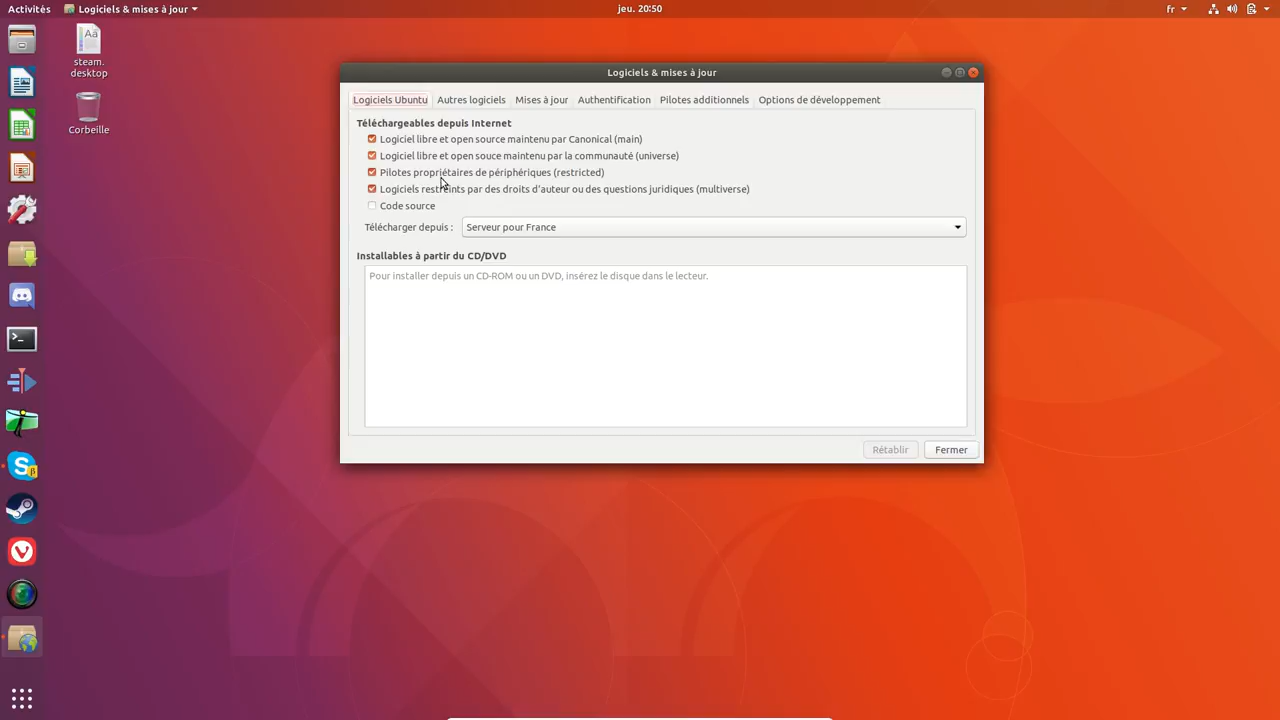 Activités
Logiciels & mises à jour
jeu. 20:50
fr
Aa
steam.
desktop
Corbeille
Logiciels & mises à jour
Logiciels Ubuntu
Autres logiciels
Mises à jour
Authentification
Pilotes additionnels
Options de développement
Téléchargeables depuis Internet
Logiciel libre et open source maintenu par Canonical (main)
Logiciel libre et open souce maintenu par la communauté (universe)
Pilotes propriétaires de périphériques (restricted)
Logiciels restreints par des droits d'auteur ou des questions juridiques (multiverse)
Code source
Télécharger depuis :
Serveur pour France
Installables à partir du CD/DVD
Pour installer depuis un CD-ROM ou un DVD, insérez le disque dans le lecteur.
Rétablir
Fermer